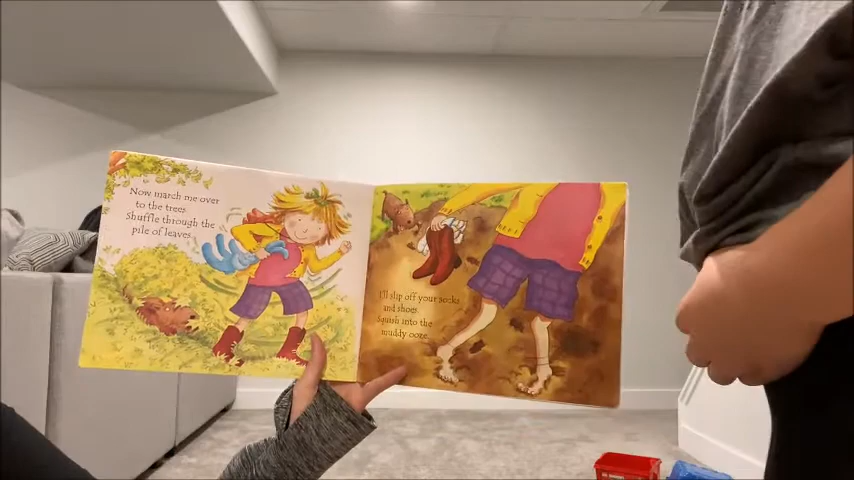 Now march me over
to the trees
Shuffle through the
pile of leaves.
I'll slip off your socks
and shoes
Squish into the
muddy ooze.